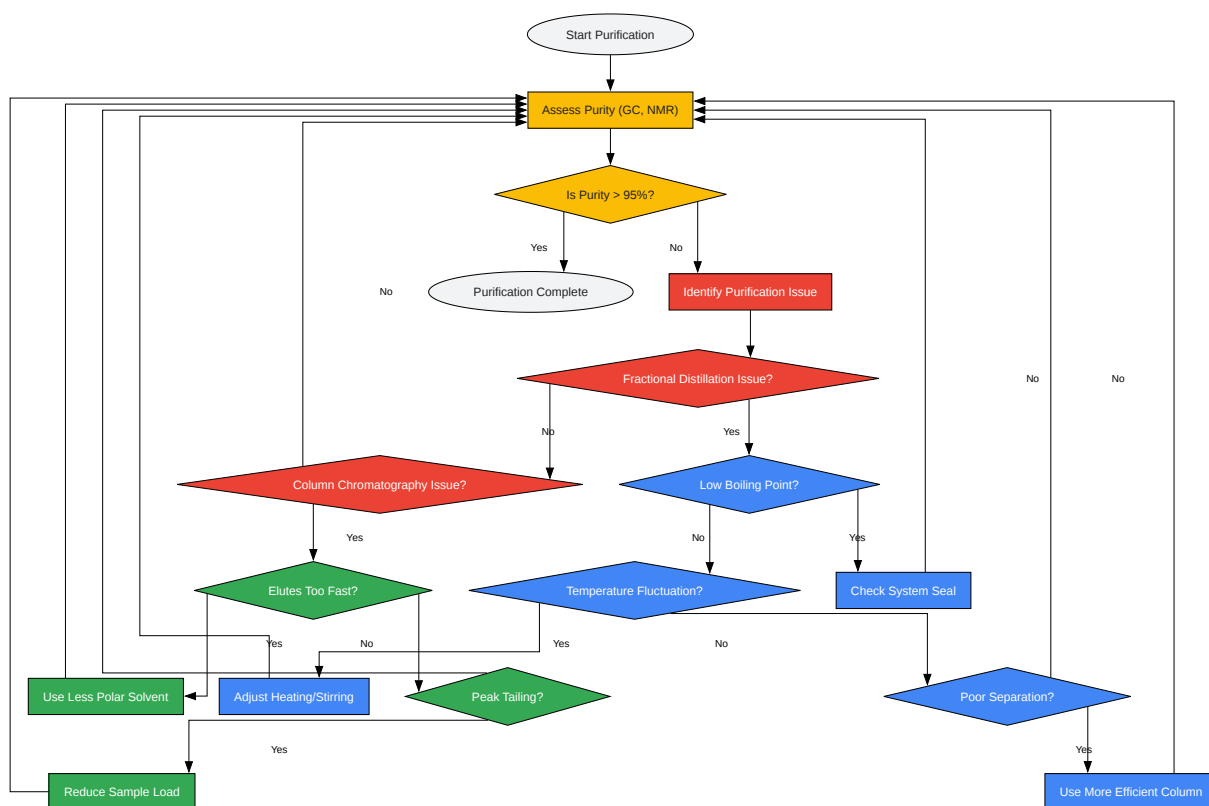 Start Purification
Assess Purity (GC, NMR)
Is Purity > 95%?
Yes
No
Purification Complete
Identify Purification Issue
No
Fractional Distillation Issue?
No
No
No
Yes
Column Chromatography Issue?
Low Boiling Point?
Yes
No
Yes
Elutes Too Fast?
Temperature Fluctuation?
Check System Seal
Yes
No
Yes
No
Use Less Polar Solvent
Adjust Heating/Stirring
Peak Tailing?
Poor Separation?
Yes
Yes
Reduce Sample Load
Use More Efficient Column